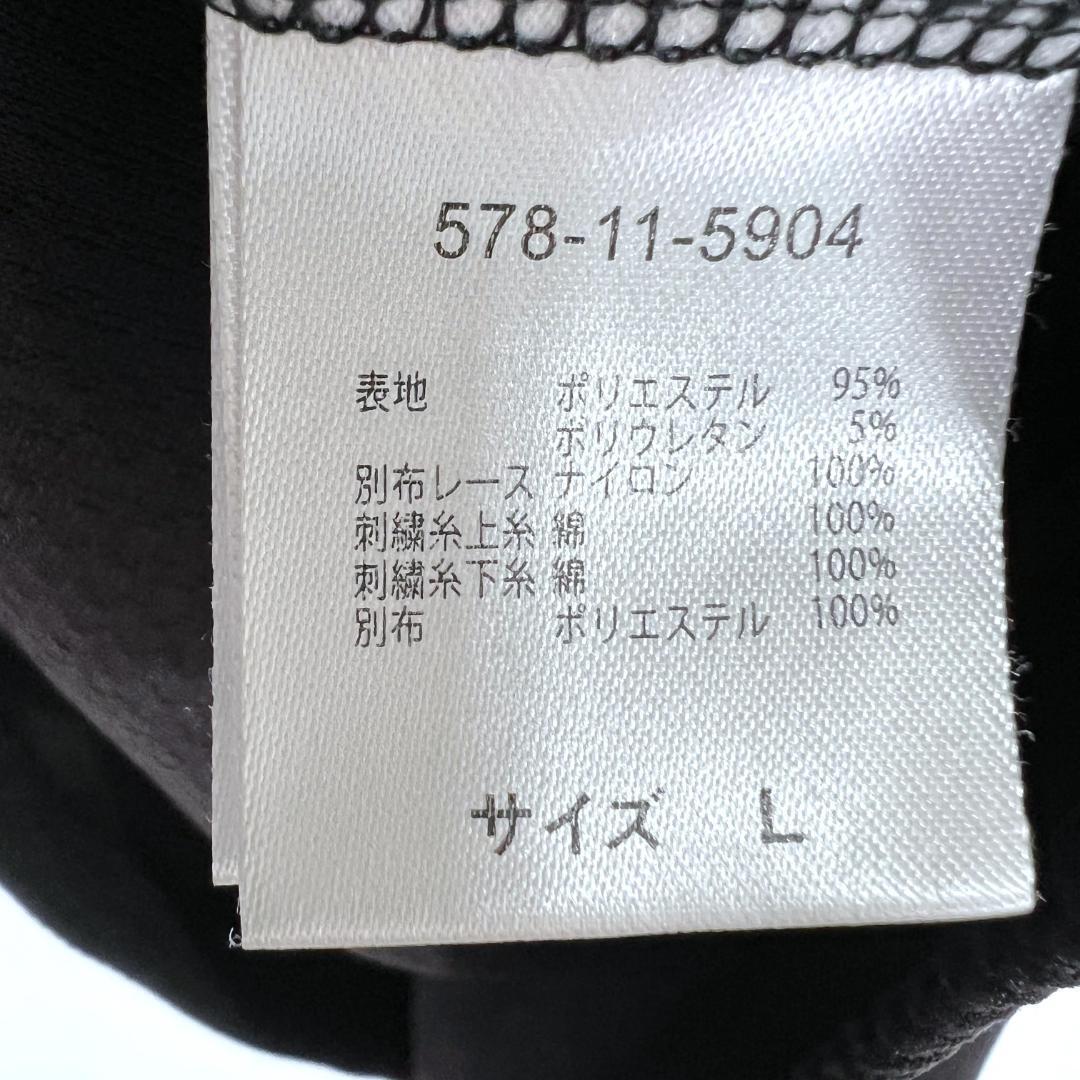 578-11-5904
表地 ポリエステル 95%
ポリウレタン 5%
別布レース ナイロン 100%
刺繍糸上糸 綿 100%
刺繍糸下糸 綿 100%
別布 ポリエステル 100%
サイズ L